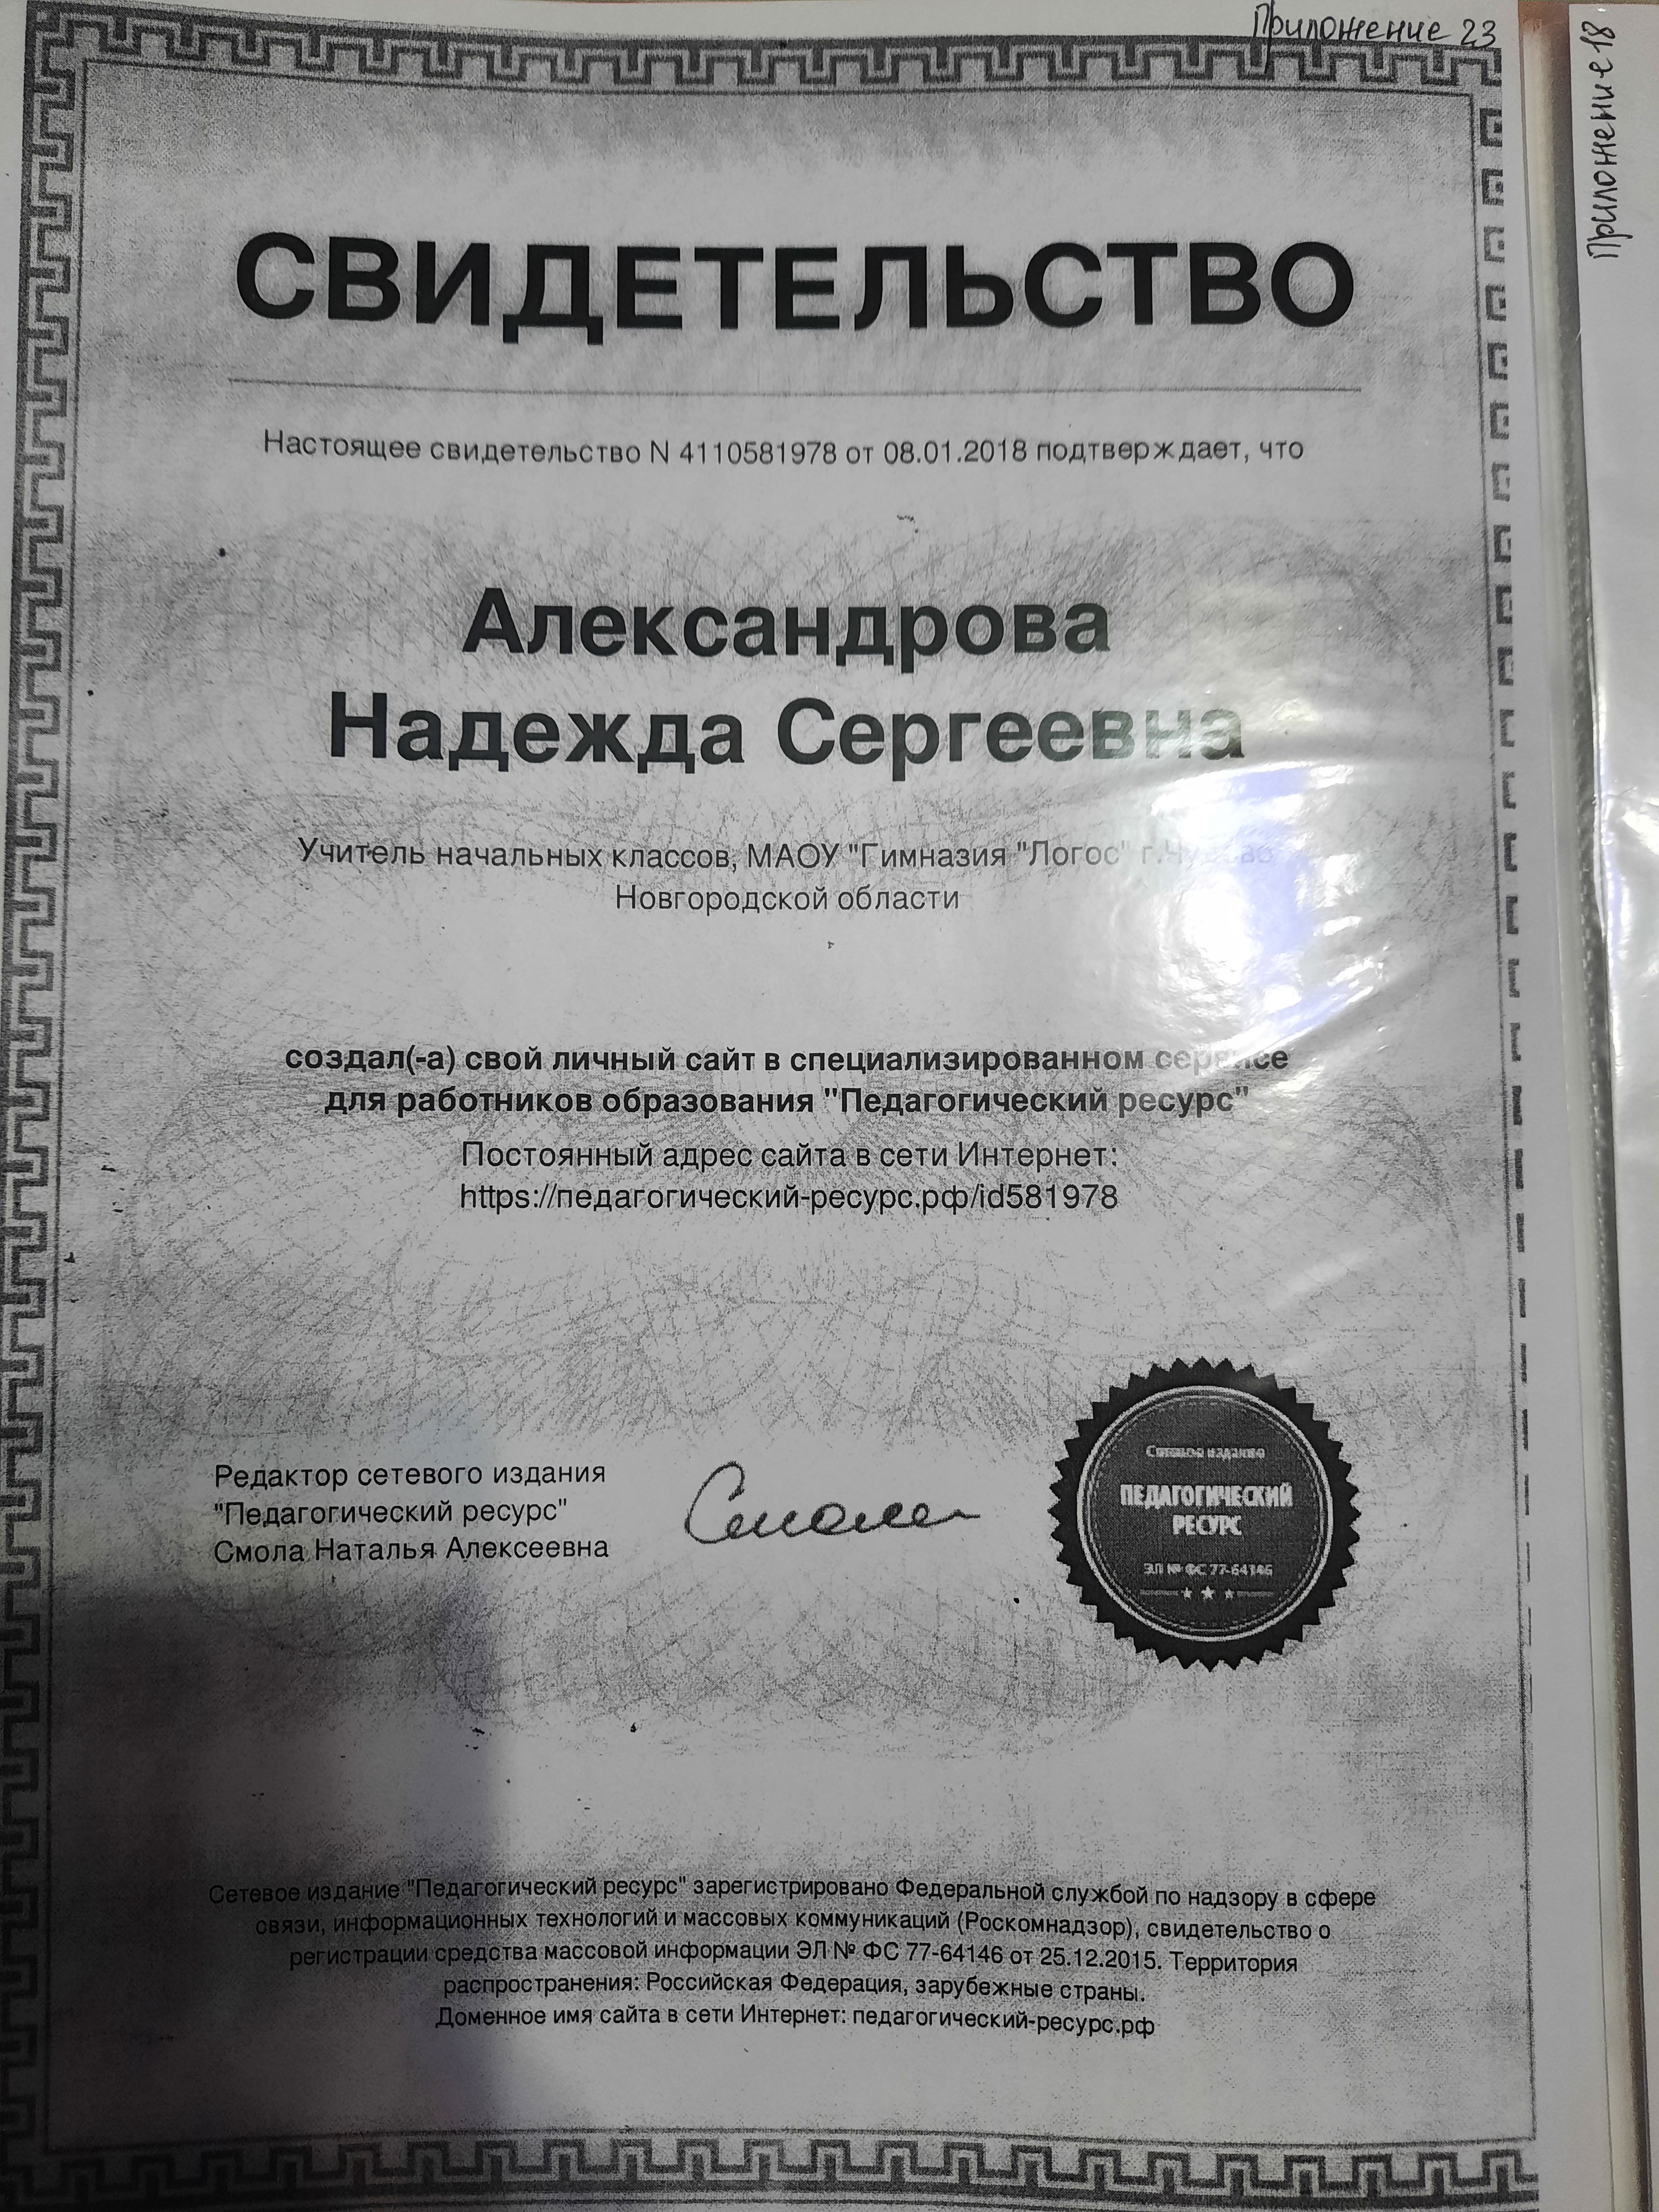 Приложение 23
Приложение 18
СВИДЕТЕЛЬСТВО
Настоящее свидетельство N 4110581978 от 08.01.2018 подтверждает, что
Александрова
Надежда Сергеевна
Учитель начальных классов, МАОУ "Гимназия "Логос" г.
Новгородской области
создал(-а) свой личный сайт в специализированном сервисе
для работников образования "Педагогический ресурс"
Постоянный адрес сайта в сети Интернет:
https://педагогический-ресурс.рф/id581978
Редактор сетевого издания
"Педагогический ресурс"
Смола Наталья Алексеевна
Сетевое издание
ПЕДАГОГИЧЕСКИЙ
РЕСУРС
ЭЛ № ФС 77-64146
Сетевое издание "Педагогический ресурс" зарегистрировано Федеральной службой по надзору в сфере
связи, информационных технологий и массовых коммуникаций (Роскомнадзор), свидетельство о
регистрации средства массовой информации ЭЛ № ФС 77-64146 от 25.12.2015. Территория
распространения: Российская Федерация, зарубежные страны.
Доменное имя сайта в сети Интернет: педагогический-ресурс.рф